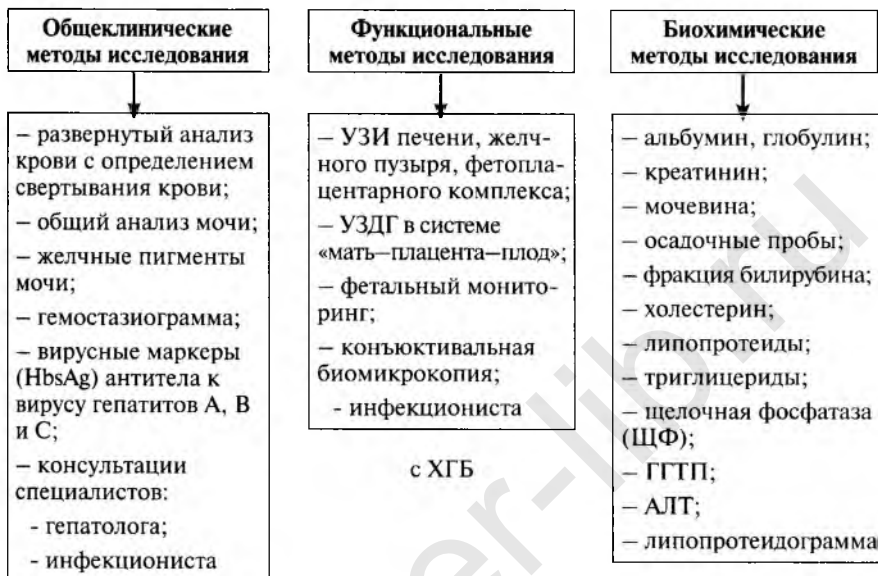 Общеклинические
методы исследования
– развернутый анализ
крови с определением
свертывания крови;
– общий анализ мочи;
– желчные пигменты
мочи;
– гемостазиограмма;
– вирусные маркеры
(HbsAg) антитела к
вирусу гепатитов А, В
и С;
– консультации
специалистов:
- гепатолога;
- инфекциониста
Функциональные
методы исследования
– УЗИ печени, желч-
ного пузыря, фетопла-
центарного комплекса;
– УЗДГ в системе
«мать–плацента–плод»;
– фетальный монито-
ринг;
– конъюктивальная
биомикрокопия;
- инфекциониста
с ХГБ
Биохимические
методы исследования
– альбумин, глобулин;
– креатинин;
– мочевина;
– осадочные пробы;
– фракция билирубина;
– холестерин;
– липопротеиды;
– триглицериды;
– щелочная фосфатаза
(ЩФ);
– ГГТП;
– АЛТ;
– липопротеидограмма